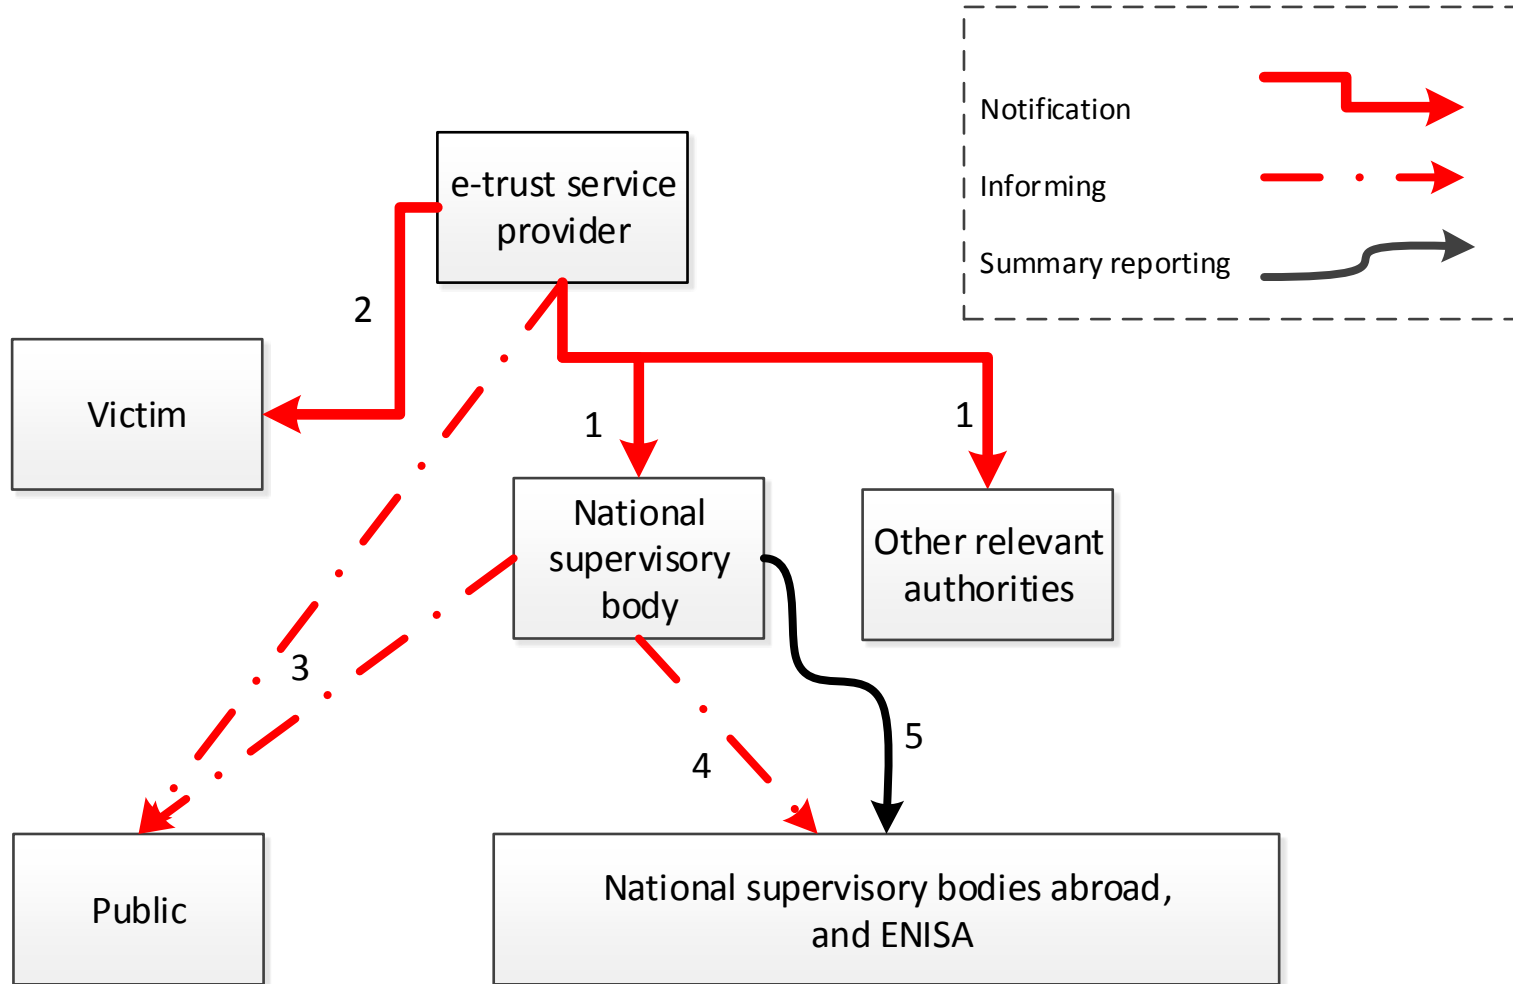 Notification
Informing
Summary reporting
e-trust service
provider
2
Victim
1
1
National
supervisory
body
Other relevant
authorities
3
4
5
Public
National supervisory bodies abroad,
and ENISA